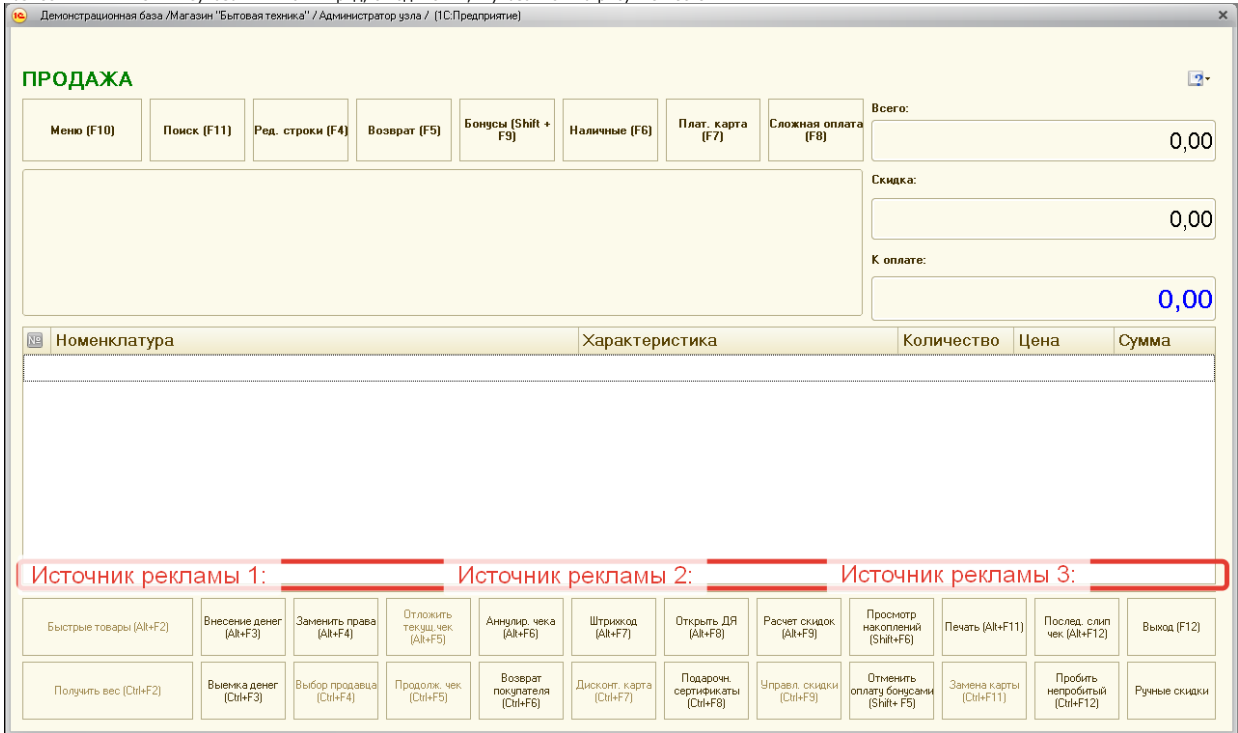 Демонстрационная база /Магазин "Бытовая техника" / Администратор узла / (1С:Предприятие)
ПРОДАЖА
Меню (F10)
Поиск (F11)
Ред. строки (F4)
Возврат (F5)
Бонусы (Shift +
F9)
Наличные (F6)
Плат. карта
(F7)
Сложная оплата
(F8)
Всего:
0,00
Скидка:
0,00
К оплате:
0,00
№ Номенклатура Характеристика Количество Цена Сумма
Источник рекламы 1: Источник рекламы 2: Источник рекламы 3:
Быстрые товары (Alt+F2)
Внесение денег
(Alt+F3)
Заменить права
(Alt+F4)
Отложить
текущ.чек
(Alt+F5)
Аннулир. чека
(Alt+F6)
Штрихкод
(Alt+F7)
Открыть ДЯ
(Alt+F8)
Расчет скидок
(Alt+F9)
Просмотр
накоплений
(Shift+F6)
Печать (Alt+F11)
Послед. слип
чек (Alt+F12)
Выход (F12)
Получить вес (Ctrl+F2)
Выемка денег
(Ctrl+F3)
Выбор продавца
(Ctrl+F4)
Продолж. чек
(Ctrl+F5)
Возврат
покупателя
(Ctrl+F6)
Дисконт. карта
(Ctrl+F7)
Подарочн.
сертификаты
(Ctrl+F8)
Управл. скидки
(Ctrl+F9)
Отменить
оплату бонусами
(Shift+ F5)
Замена карты
(Ctrl+F11)
Пробить
непробитый
(Ctrl+F12)
Ручные скидки